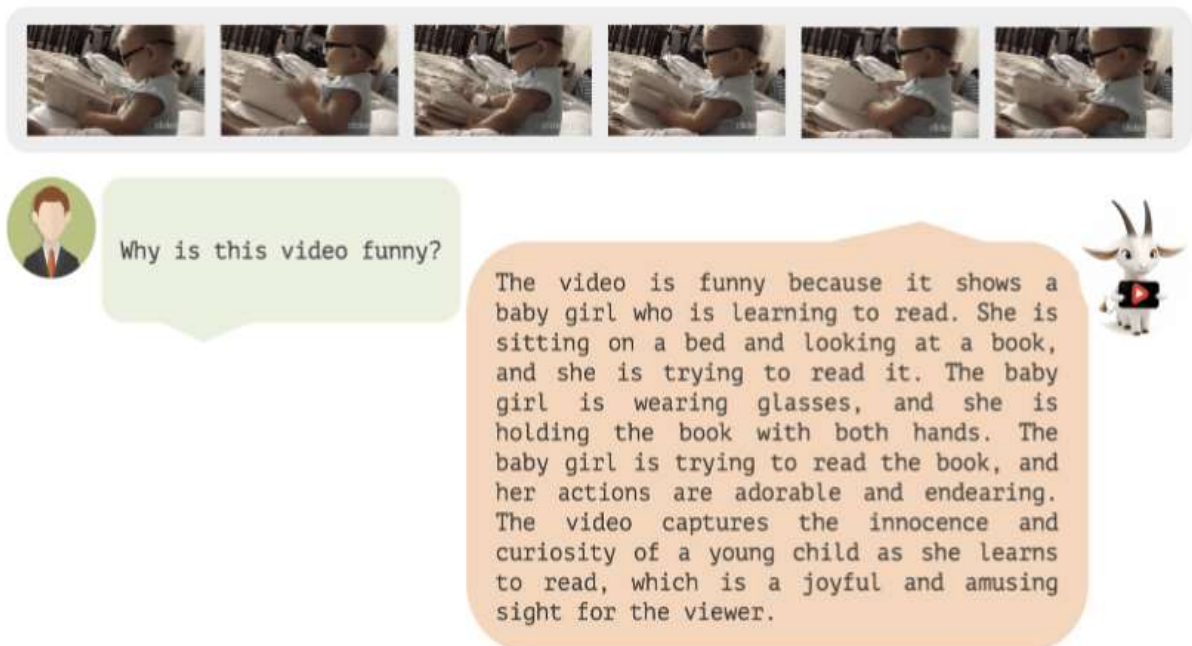 Why is this video funny?
The video is funny because it shows a
baby girl who is learning to read. She is
sitting on a bed and looking at a book,
and she is trying to read it. The baby
girl is wearing glasses, and she is
holding the book with both hands. The
baby girl is trying to read the book, and
her actions are adorable and endearing.
The video captures the innocence and
curiosity of a young child as she learns
to read, which is a joyful and amusing
sight for the viewer.